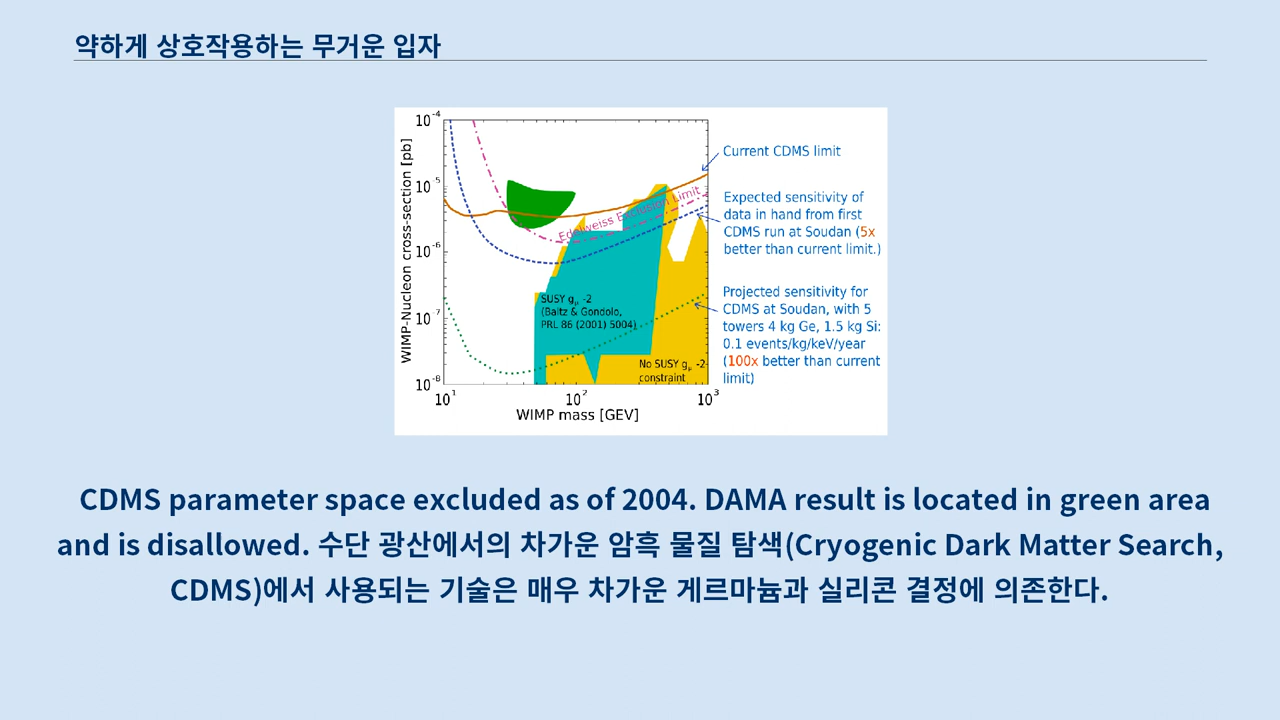 약하게 상호작용하는 무거운 입자
10-4
10-5
10-6
10-7
10-8
WIMP-Nucleon cross-section [pb]
101
102
103
WIMP mass [GEV]
Edelweiss Exclusion Limit
SUSY gμ -2
(Baltz & Gondolo,
PRL 86 (2001) 5004)
No SUSY gμ -2
constraint
Current CDMS limit
Expected sensitivity of
data in hand from first
CDMS run at Soudan (5x
better than current limit.)
Projected sensitivity for
CDMS at Soudan, with 5
towers 4 kg Ge, 1.5 kg Si:
0.1 events/kg/keV/year
(100x better than current
limit)
CDMS parameter space excluded as of 2004. DAMA result is located in green area
and is disallowed. 수단 광산에서의 차가운 암흑 물질 탐색(Cryogenic Dark Matter Search,
CDMS)에서 사용되는 기술은 매우 차가운 게르마늄과 실리콘 결정에 의존한다.